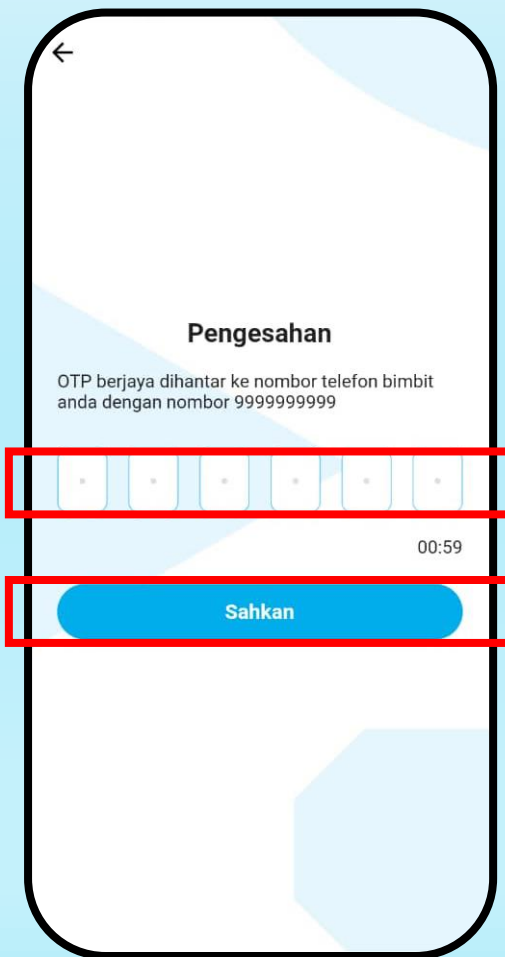 Pengesahan
OTP berjaya dihantar ke nombor telefon bimbit
anda dengan nombor 9999999999
00:59
Sahkan